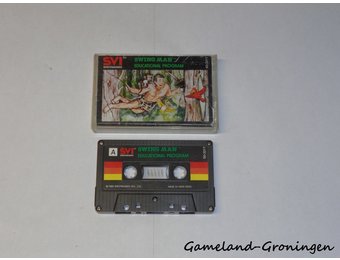 SVI
SWING MAN
EDUCATIONAL PROGRAM
A
SVI
SWING MAN
EDUCATIONAL PROGRAM
Gameland-Groningen